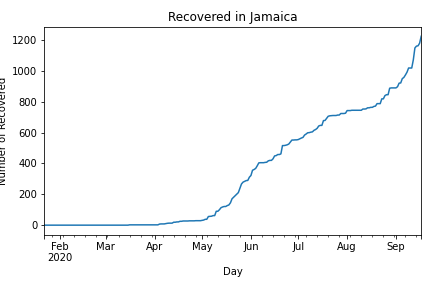 Recovered in Jamaica
Number of Recovered
1200
1000
800
600
400
200
0
Feb Mar Apr May Jun Jul Aug Sep
2020
Day